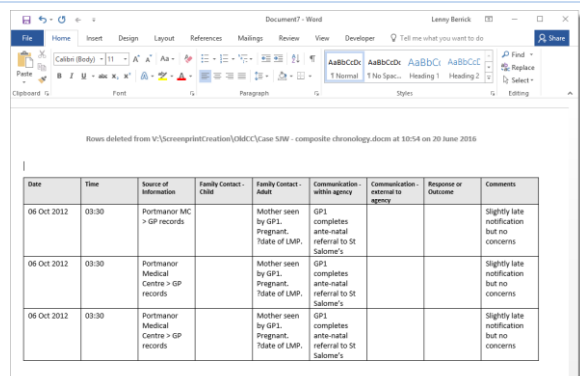 Document7 - Word
Lenny Berrick
File Home Insert Design Layout References Mailings Review View Developer Tell me what you want to do Share
Calibri (Body) 11 A A Aa
AaBbCcDc AaBbCcDc AaBbCc AaBbCcC
Find
Replace
Select
Paste
B I U abc x, x² A A
¶ Normal ¶ No Spac... Heading 1 Heading 2
Clipboard Font Paragraph Styles Editing
Rows deleted from V:\ScreenprintCreation\OldCC\Case SJW - composite chronology.docm at 10:54 on 20 June 2016
Date Time Source of Family Contact - Family Contact - Communication - Communication - Response or Comments
Information Child Adult within agency external to Outcome
agency
06 Oct 2012 03:30 Portmanor MC Mother seen GP1 Slightly late
> GP records by GP1. completes notification
Pregnant. ante-natal but no
?date of LMP. referral to St concerns
Salome's
06 Oct 2012 03:30 Portmanor Mother seen GP1 Slightly late
Medical by GP1. completes notification
Centre > GP Pregnant. ante-natal but no
records ?date of LMP. referral to St concerns
Salome's
06 Oct 2012 03:30 Portmanor Mother seen GP1 Slightly late
Medical by GP1. completes notification
Centre > GP Pregnant. ante-natal but no
records ?date of LMP. referral to St concerns
Salome's